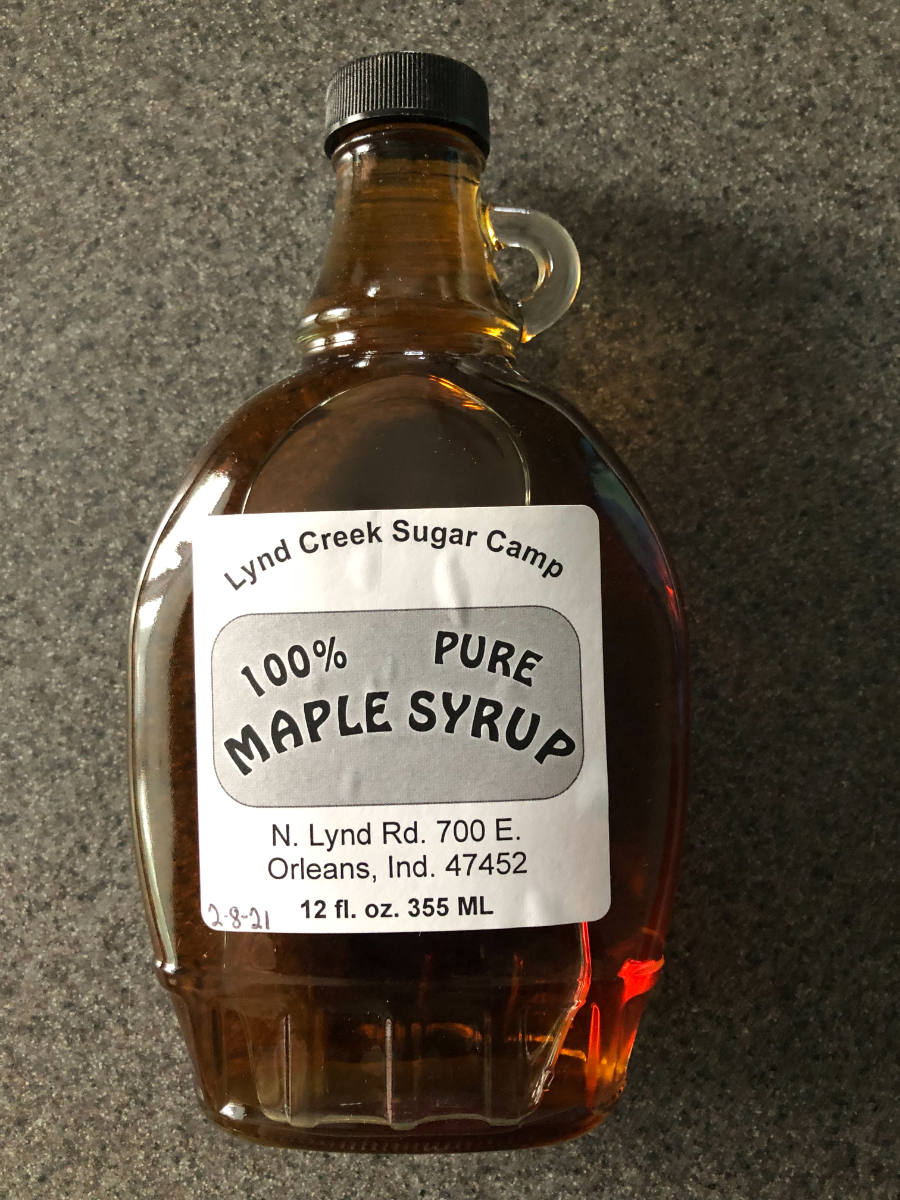 Lynd Creek Sugar Camp
100% PURE
MAPLE SYRUP
N. Lynd Rd. 700 E.
Orleans, Ind. 47452
12 fl. oz. 355 ML
2-8-21